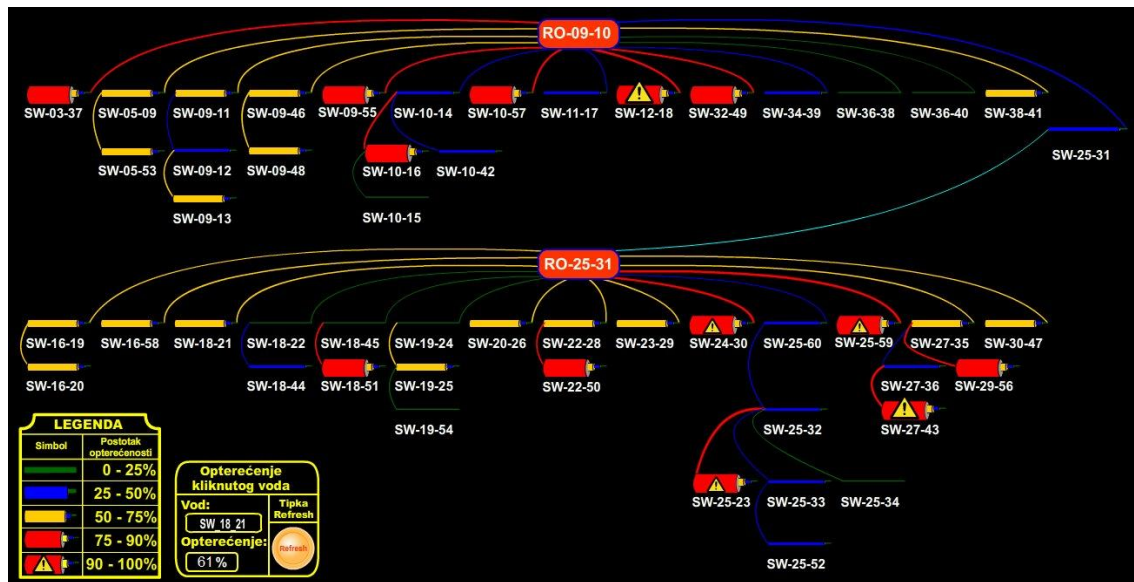 RO-09-10
SW-03-37 SW-05-09 SW-09-11 SW-09-46 SW-09-55 SW-10-14 SW-10-57 SW-11-17 SW-12-18 SW-32-49 SW-34-39 SW-36-38 SW-36-40 SW-38-41
SW-25-31
SW-05-53 SW-09-12 SW-09-48 SW-10-16 SW-10-42
SW-09-13 SW-10-15
RO-25-31
SW-16-19 SW-16-58 SW-18-21 SW-18-22 SW-18-45 SW-19-24 SW-20-26 SW-22-28 SW-23-29 SW-24-30 SW-25-60 SW-25-59 SW-27-35 SW-30-47
SW-16-20 SW-18-44 SW-18-51 SW-19-25 SW-22-50 SW-27-36 SW-29-56
SW-19-54 SW-25-32 SW-27-43
SW-25-23 SW-25-33 SW-25-34
SW-25-52
LEGENDA
Simbol
Postotak
opterećenosti
0 - 25%
25 - 50%
50 - 75%
75 - 90%
90 - 100%
Opterećenje
kliknutog voda
Vod:
SW_18_21
Opterećenje:
61%
Tipka
Refresh
Refresh